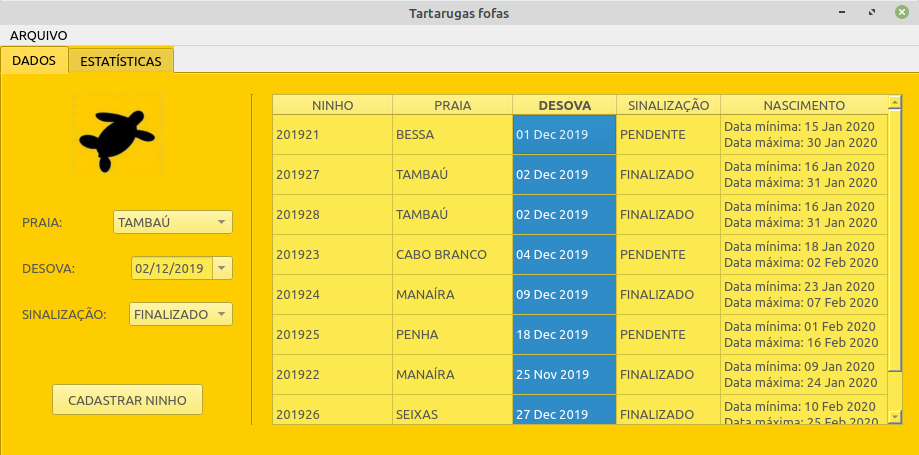 Tartarugas fofas
ARQUIVO
DADOS ESTATÍSTICAS
PRAIA: TAMBAÚ
DESOVA: 02/12/2019
SINALIZAÇÃO: FINALIZADO
CADASTRAR NINHO
NINHO PRAIA DESOVA SINALIZAÇÃO NASCIMENTO
201921 BESSA 01 Dec 2019 PENDENTE Data mínima: 15 Jan 2020
Data máxima: 30 Jan 2020
201927 TAMBAÚ 02 Dec 2019 FINALIZADO Data mínima: 16 Jan 2020
Data máxima: 31 Jan 2020
201928 TAMBAÚ 02 Dec 2019 FINALIZADO Data mínima: 16 Jan 2020
Data máxima: 31 Jan 2020
201923 CABO BRANCO 04 Dec 2019 PENDENTE Data mínima: 18 Jan 2020
Data máxima: 02 Feb 2020
201924 MANAÍRA 09 Dec 2019 FINALIZADO Data mínima: 23 Jan 2020
Data máxima: 07 Feb 2020
201925 PENHA 18 Dec 2019 PENDENTE Data mínima: 01 Feb 2020
Data máxima: 16 Feb 2020
201922 MANAÍRA 25 Nov 2019 FINALIZADO Data mínima: 09 Jan 2020
Data máxima: 24 Jan 2020
201926 SEIXAS 27 Dec 2019 FINALIZADO Data mínima: 10 Feb 2020
Data máxima: 25 Feb 2020